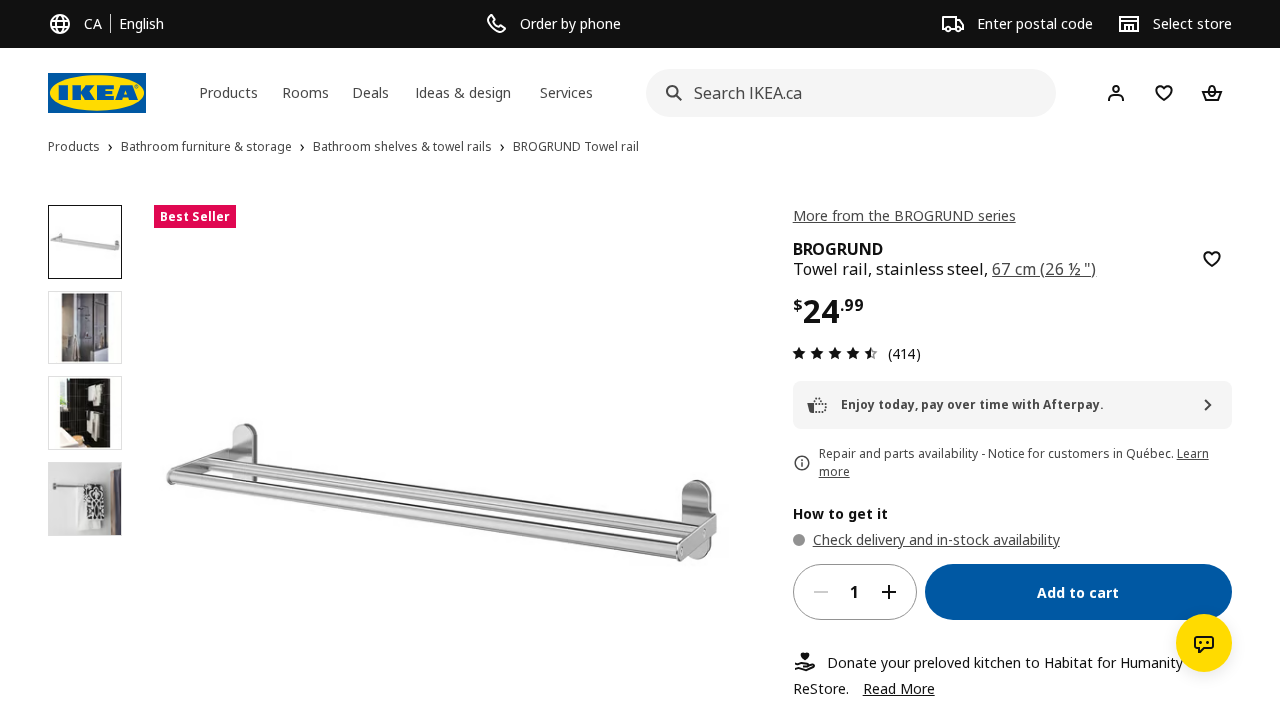 CA English
Order by phone
Enter postal code
Select store
IKEA
Products
Rooms
Deals
Ideas & design
Services
Search IKEA.ca
Products › Bathroom furniture & storage › Bathroom shelves & towel rails › BROGRUND Towel rail
Best Seller
More from the BROGRUND series
BROGRUND
Towel rail, stainless steel, 67 cm (26 ½ ")
$24.99
(414)
Enjoy today, pay over time with Afterpay.
Repair and parts availability - Notice for customers in Québec. Learn
more
How to get it
Check delivery and in-stock availability
1
Add to cart
Donate your preloved kitchen to Habitat for Humanity
ReStore. Read More